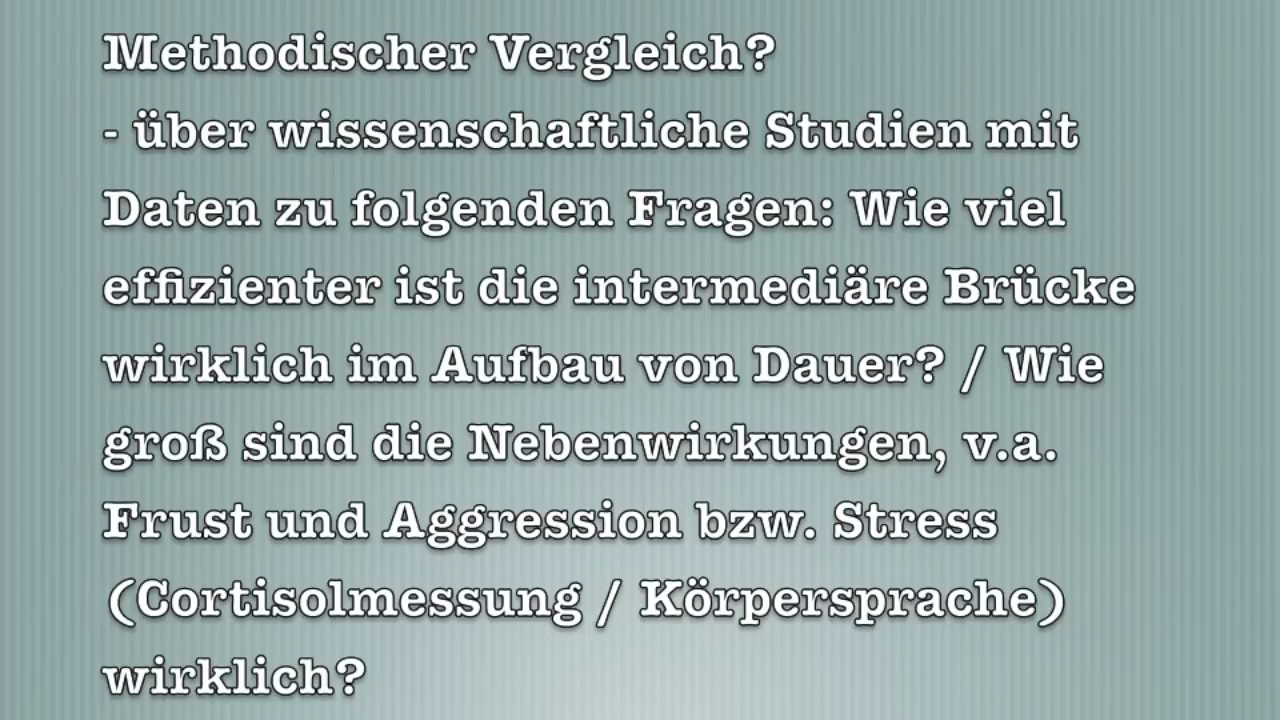 Methodischer Vergleich?
- über wissenschaftliche Studien mit
Daten zu folgenden Fragen: Wie viel
effizienter ist die intermediäre Brücke
wirklich im Aufbau von Dauer? / Wie
groß sind die Nebenwirkungen, v.a.
Frust und Aggression bzw. Stress
(Cortisolmessung / Körpersprache)
wirklich?